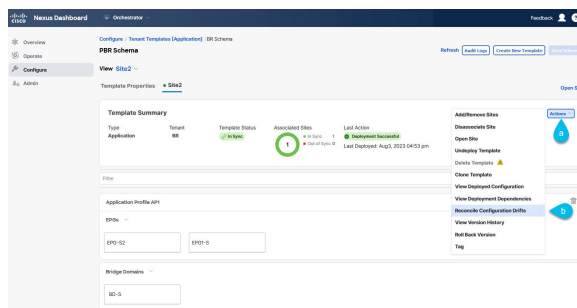 CISCO Nexus Dashboard
Orchestrator
Feedback
Overview
Operate
Configure
Admin
Configure / Tenant Templates (Application) / BR Schema
PBR Schema
Refresh Audit Logs Create New Template
View Site2
Template Properties Site2
Open S
Template Summary
Actions
Type Tenant Template Status Associated Sites Last Action
Application In Sync 1 In Sync 1 Deployment Successful
Out of Sync 0 Last Deployed: Aug3, 2023 04:53 pm
a
Add/Remove Sites
Disassociate Site
Open Site
Undeploy Template
Delete Template
Clone Template
View Deployed Configuration
View Deployment Dependencies
Reconcile Configuration Drifts
b
View Version History
Roll Back Version
Tag
Filter
Application Profile AP1
EPGs
EPG-S2 EPG1-S
Bridge Domains
BD-S